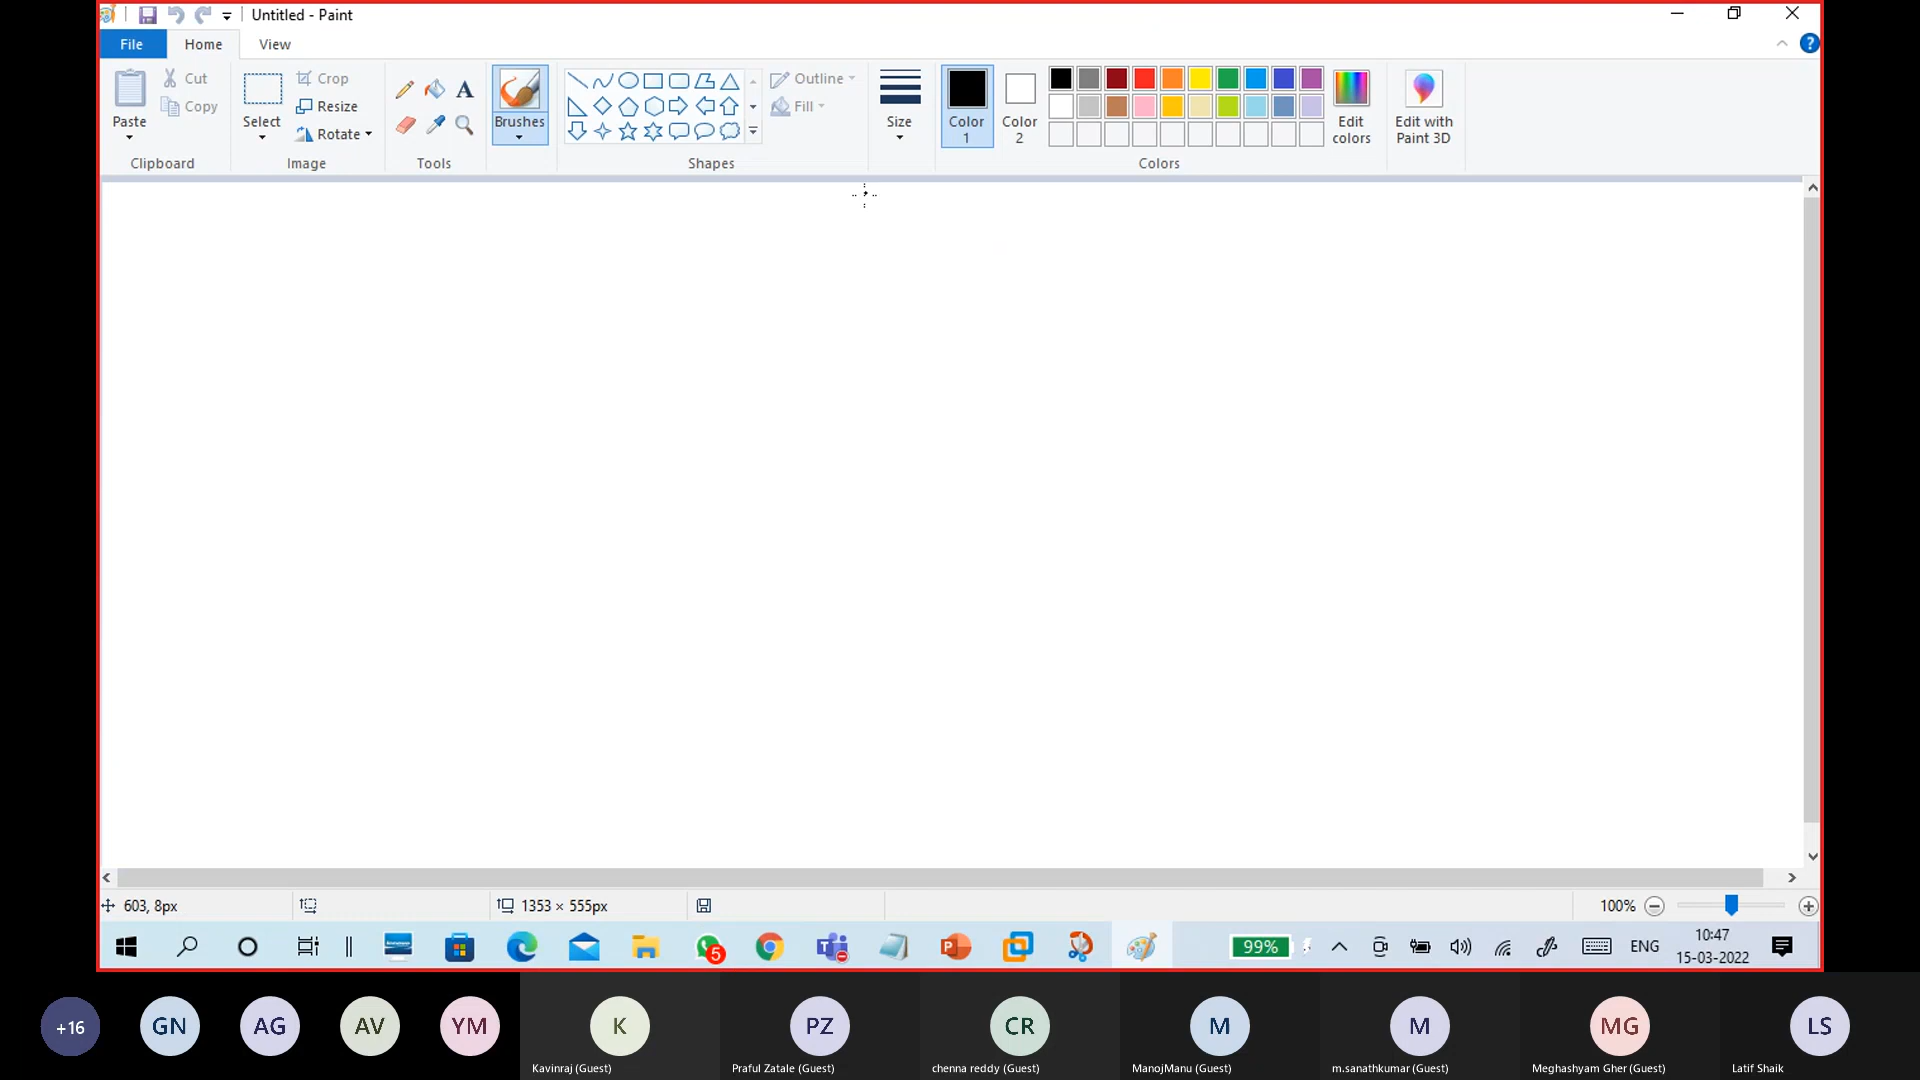 Untitled - Paint
File Home View
Paste Cut Copy Clipboard
Select Crop Resize Rotate Image
A
Tools
Brushes
Shapes
Outline
Fill
Size
Color 1
Color 2
Edit colors
Colors
Edit with Paint 3D
?
603, 8px
1353 × 555px
100%
5
99%
ENG
10:47
15-03-2022
+16 GN AG AV YM K PZ CR M M MG LS
Kavinraj (Guest) Praful Zatale (Guest) chenna reddy (Guest) ManojManu (Guest) m.sanathkumar (Guest) Meghashyam Gher (Guest) Latif Shaik